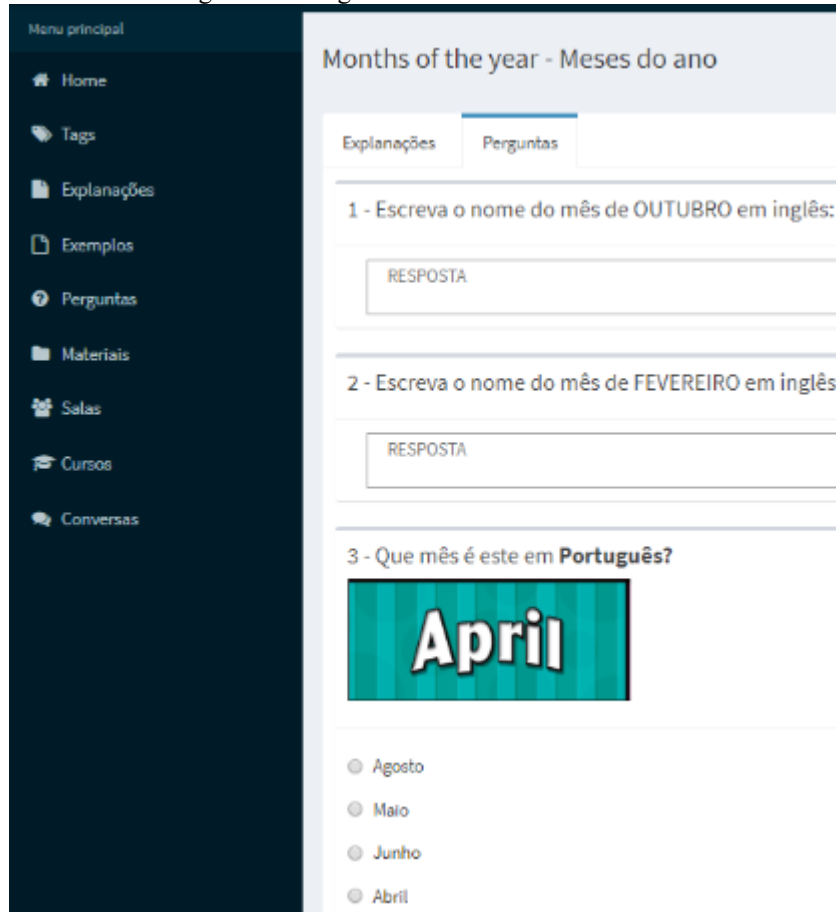 Menu principal
Home
Tags
Explanações
Exemplos
Perguntas
Materiais
Salas
Cursos
Conversas
Months of the year - Meses do ano
Explanações Perguntas
1 - Escreva o nome do mês de OUTUBRO em inglês:
RESPOSTA
2 - Escreva o nome do mês de FEVEREIRO em inglês
RESPOSTA
3 - Que mês é este em Português?
April
Agosto
Maio
Junho
Abril